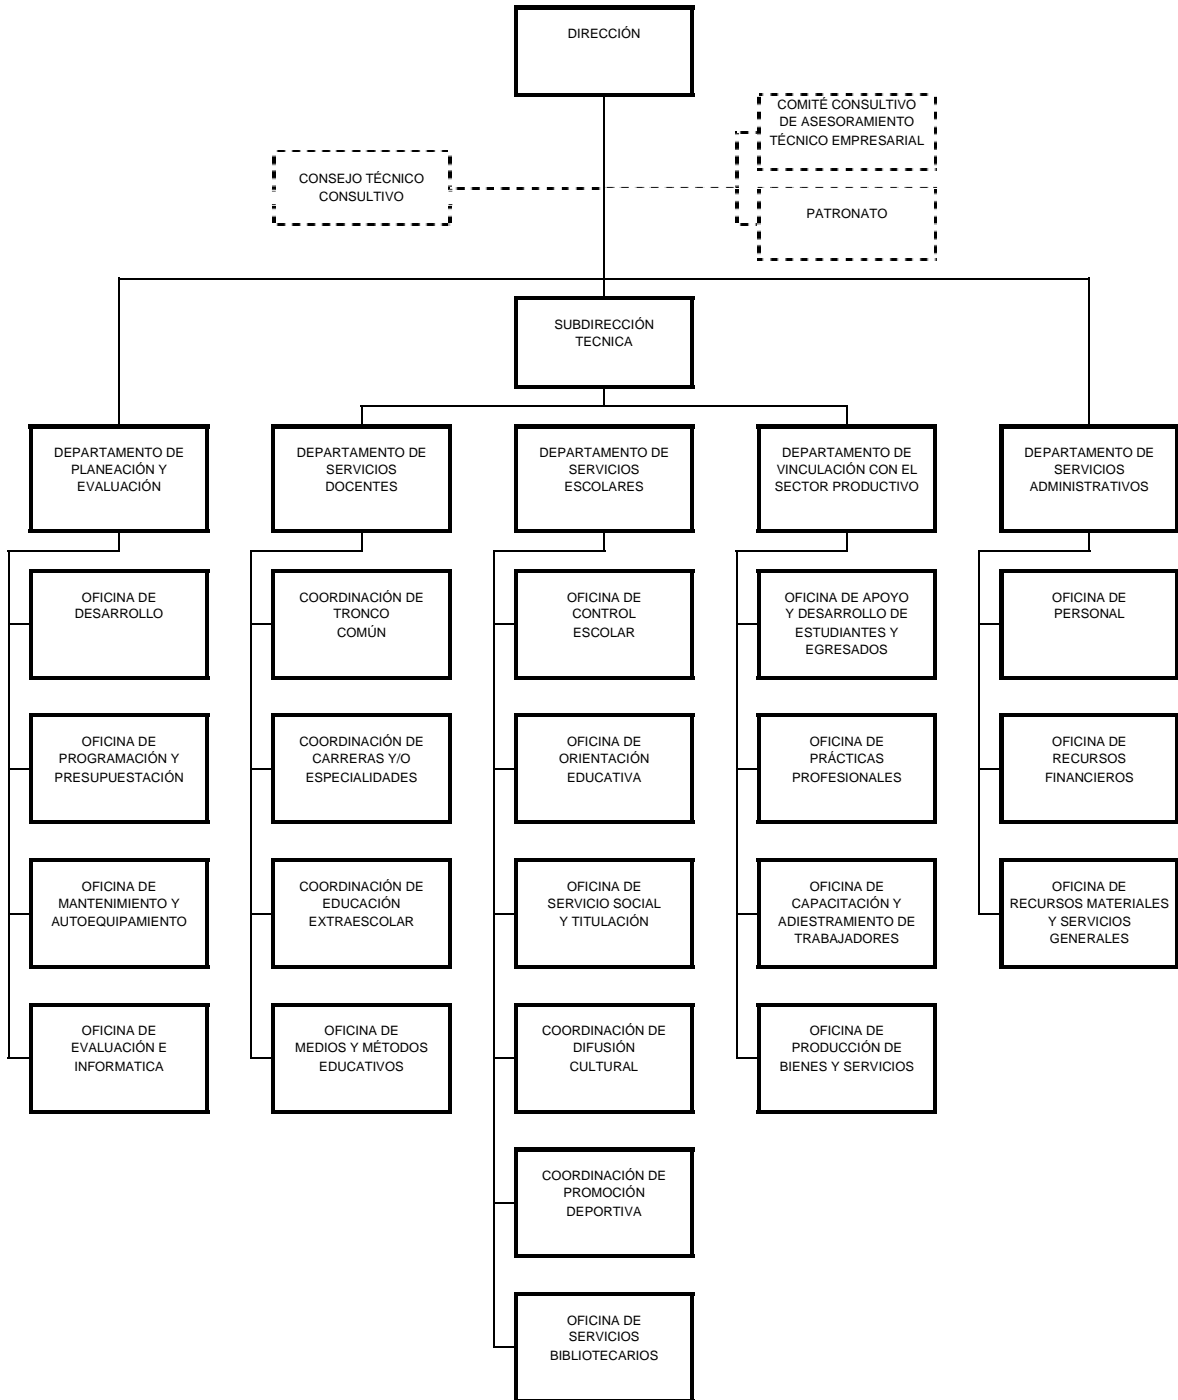 DIRECCIÓN
COMITÉ CONSULTIVO
DE ASESORAMIENTO
TÉCNICO EMPRESARIAL
CONSEJO TÉCNICO
CONSULTIVO
PATRONATO
SUBDIRECCIÓN
TECNICA
DEPARTAMENTO DE
PLANEACIÓN Y
EVALUACIÓN
DEPARTAMENTO DE
SERVICIOS
DOCENTES
DEPARTAMENTO DE
SERVICIOS
ESCOLARES
DEPARTAMENTO DE
VINCULACIÓN CON EL
SECTOR PRODUCTIVO
DEPARTAMENTO DE
SERVICIOS
ADMINISTRATIVOS
OFICINA DE
DESARROLLO
COORDINACIÓN DE
TRONCO
COMÚN
OFICINA DE
CONTROL
ESCOLAR
OFICINA DE APOYO
Y DESARROLLO DE
ESTUDIANTES Y
EGRESADOS
OFICINA DE
PERSONAL
OFICINA DE
PROGRAMACIÓN Y
PRESUPUESTACIÓN
COORDINACIÓN DE
CARRERAS Y/O
ESPECIALIDADES
OFICINA DE
ORIENTACIÓN
EDUCATIVA
OFICINA DE
PRÁCTICAS
PROFESIONALES
OFICINA DE
RECURSOS
FINANCIEROS
OFICINA DE
MANTENIMIENTO Y
AUTOEQUIPAMIENTO
COORDINACIÓN DE
EDUCACIÓN
EXTRAESCOLAR
OFICINA DE
SERVICIO SOCIAL
Y TITULACIÓN
OFICINA DE
CAPACITACIÓN Y
ADIESTRAMIENTO DE
TRABAJADORES
OFICINA DE
RECURSOS MATERIALES
Y SERVICIOS
GENERALES
OFICINA DE
EVALUACIÓN E
INFORMATICA
OFICINA DE
MEDIOS Y MÉTODOS
EDUCATIVOS
COORDINACIÓN DE
DIFUSIÓN
CULTURAL
OFICINA DE
PRODUCCIÓN DE
BIENES Y SERVICIOS
COORDINACIÓN DE
PROMOCIÓN
DEPORTIVA
OFICINA DE
SERVICIOS
BIBLIOTECARIOS